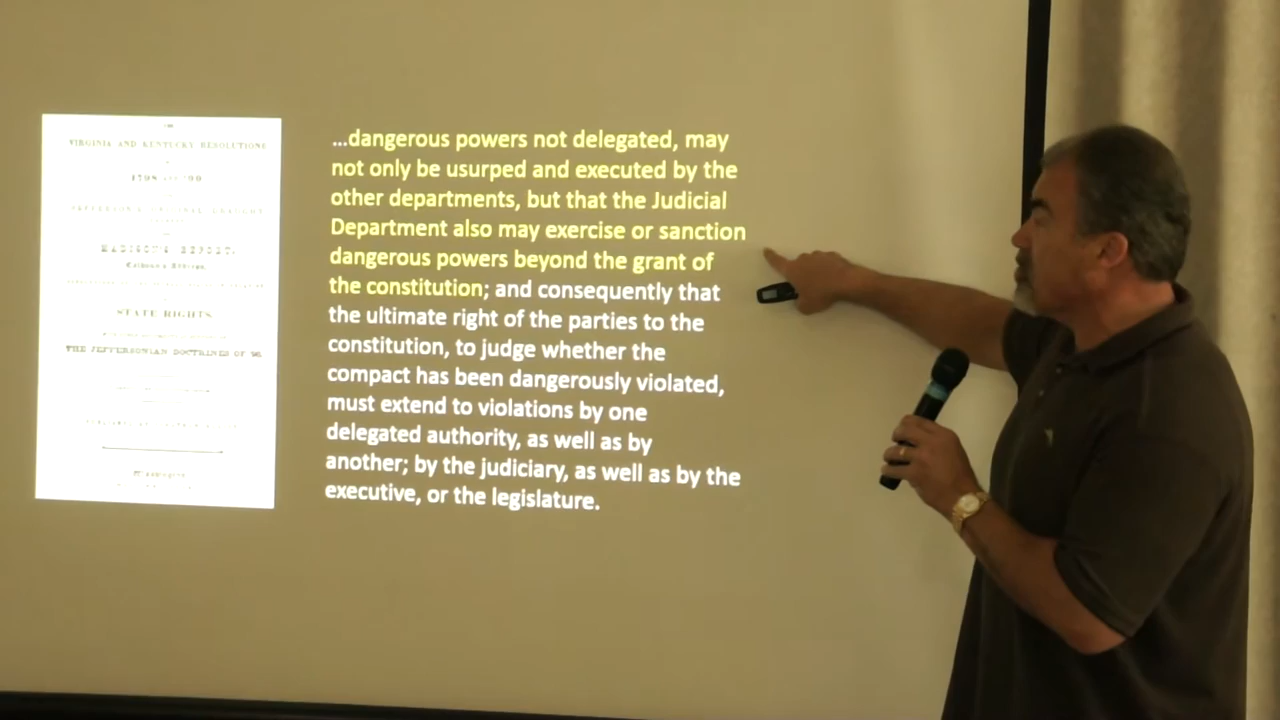 VIRGINIA AND KENTUCKY RESOLUTIONS
STATE RIGHTS
THE JEFFERSONIAN DOCTRINES OF '98
...dangerous powers not delegated, may
not only be usurped and executed by the
other departments, but that the Judicial
Department also may exercise or sanction
dangerous powers beyond the grant of
the constitution; and consequently that
the ultimate right of the parties to the
constitution, to judge whether the
compact has been dangerously violated,
must extend to violations by one
delegated authority, as well as by
another; by the judiciary, as well as by the
executive, or the legislature.